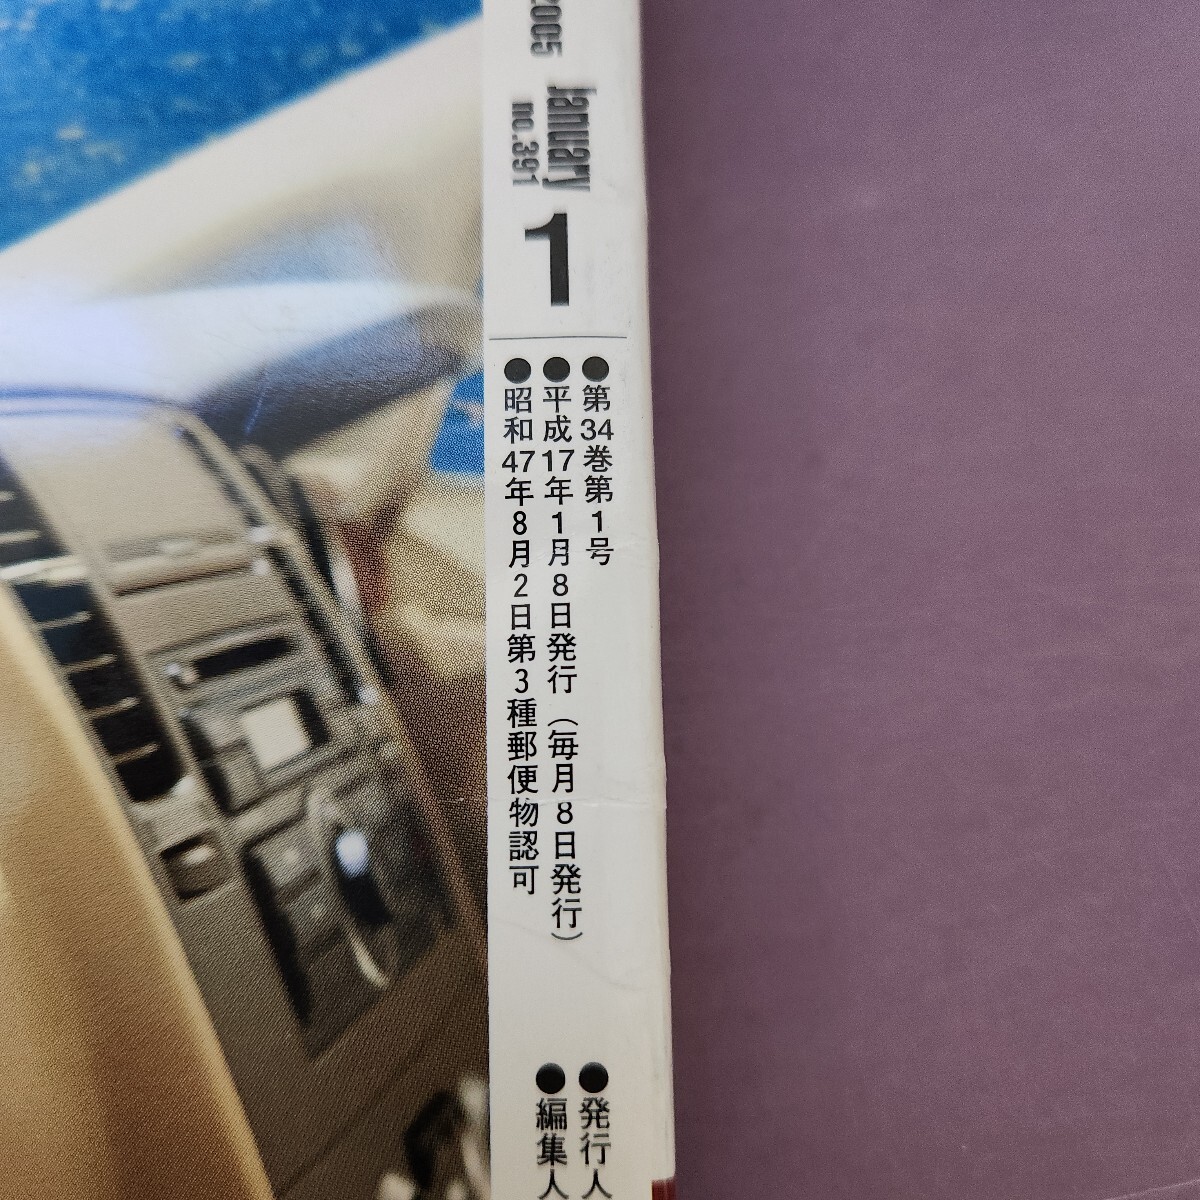 2005
January
no.391
1
●第34巻第1号
●平成17年1月8日発行（毎月8日発行）
●昭和47年8月2日第3種郵便物認可
●発行人
●編集人